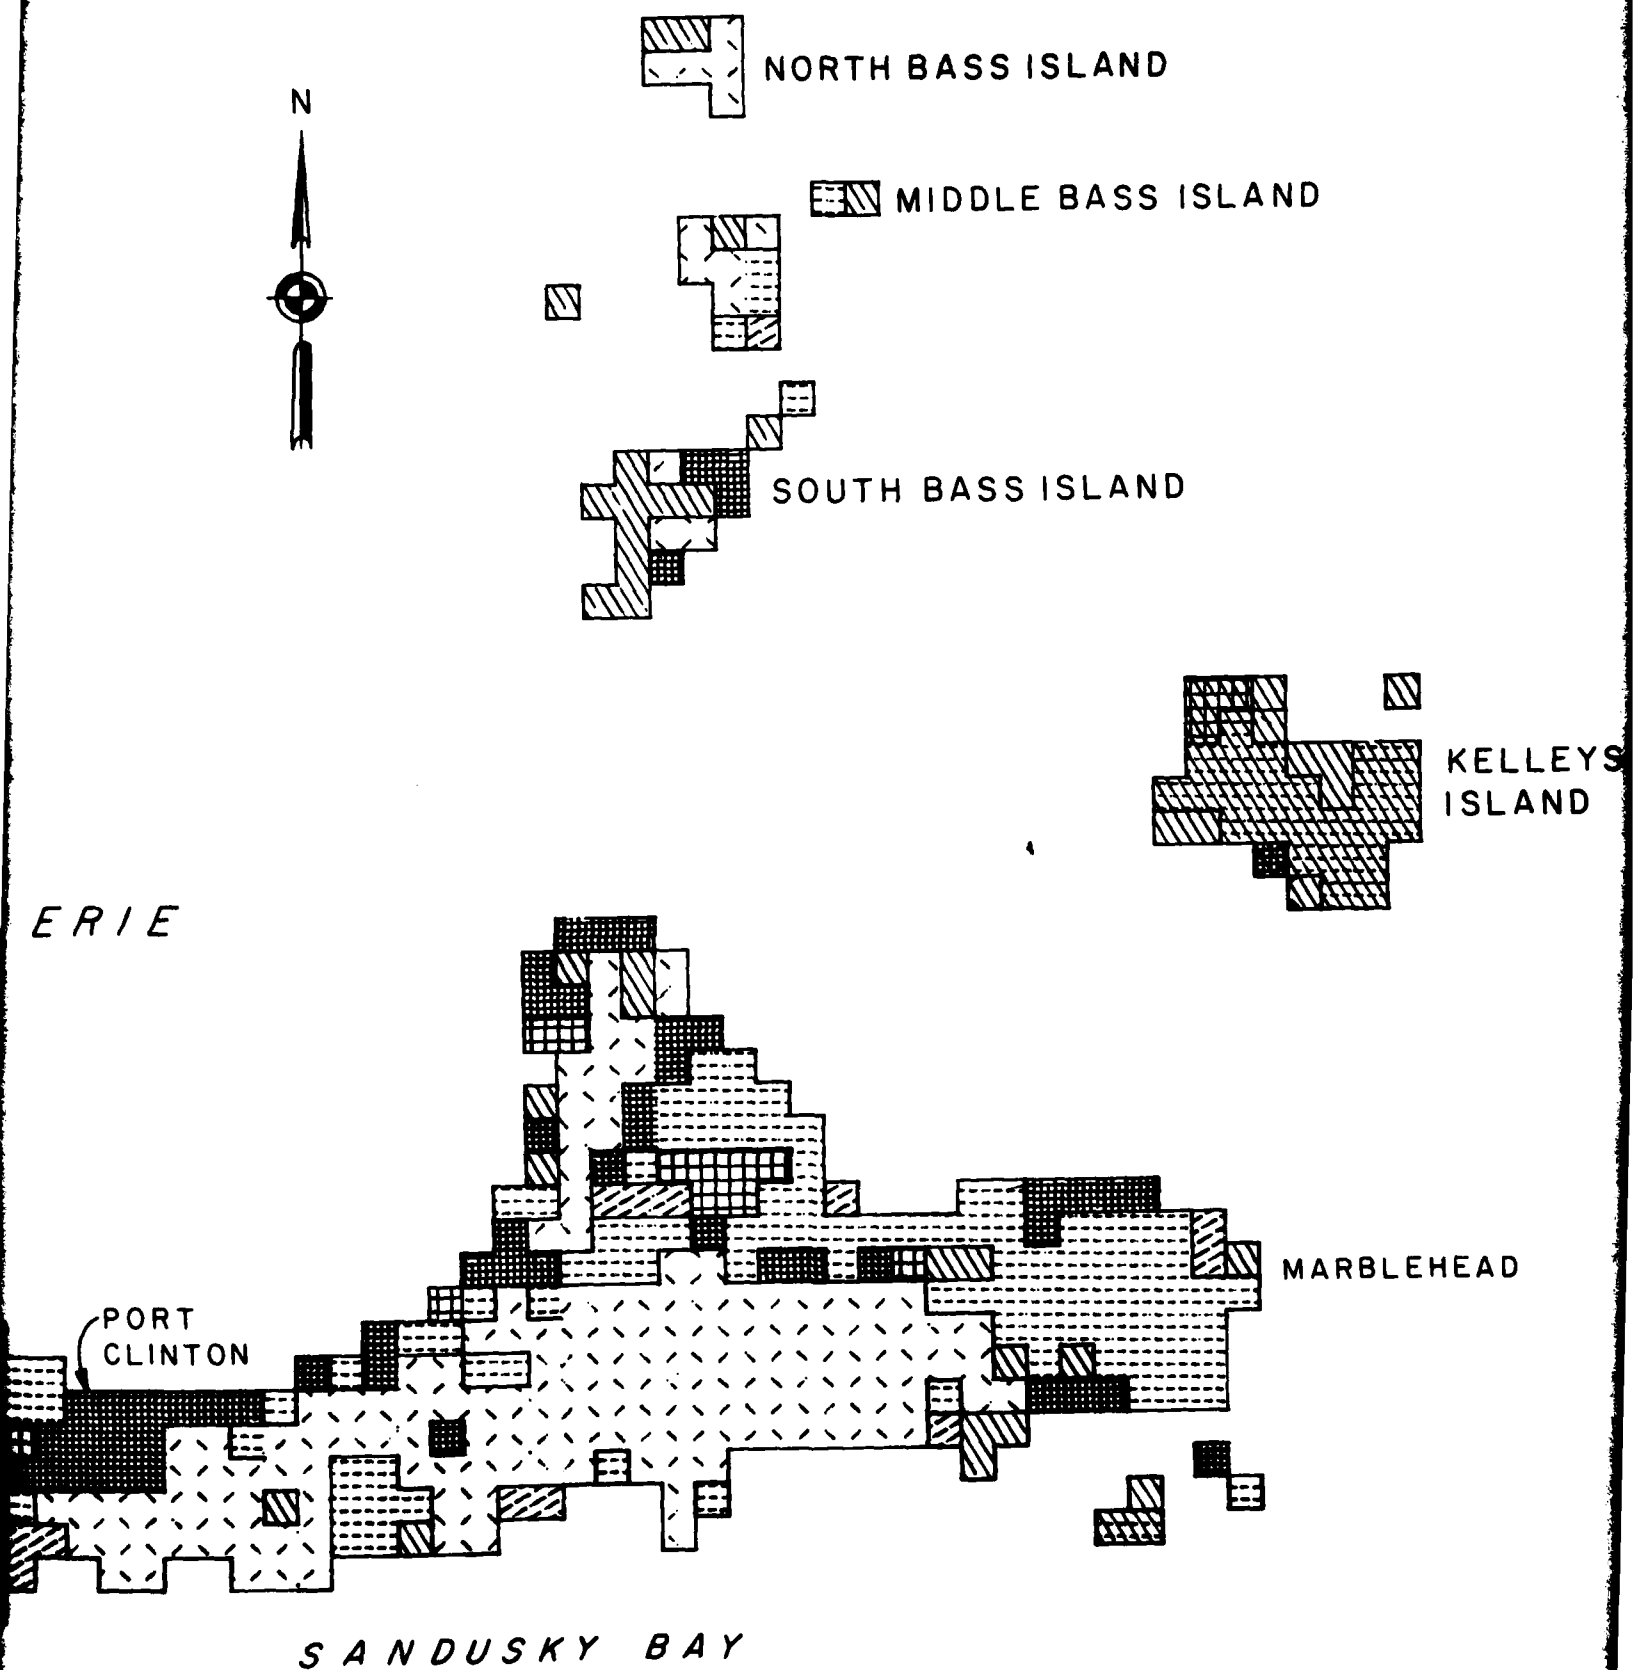 NORTH BASS ISLAND
N
MIDDLE BASS ISLAND
SOUTH BASS ISLAND
KELLEYS
ISLAND
ERIE
MARBLEHEAD
PORT
CLINTON
SANDUSKY BAY